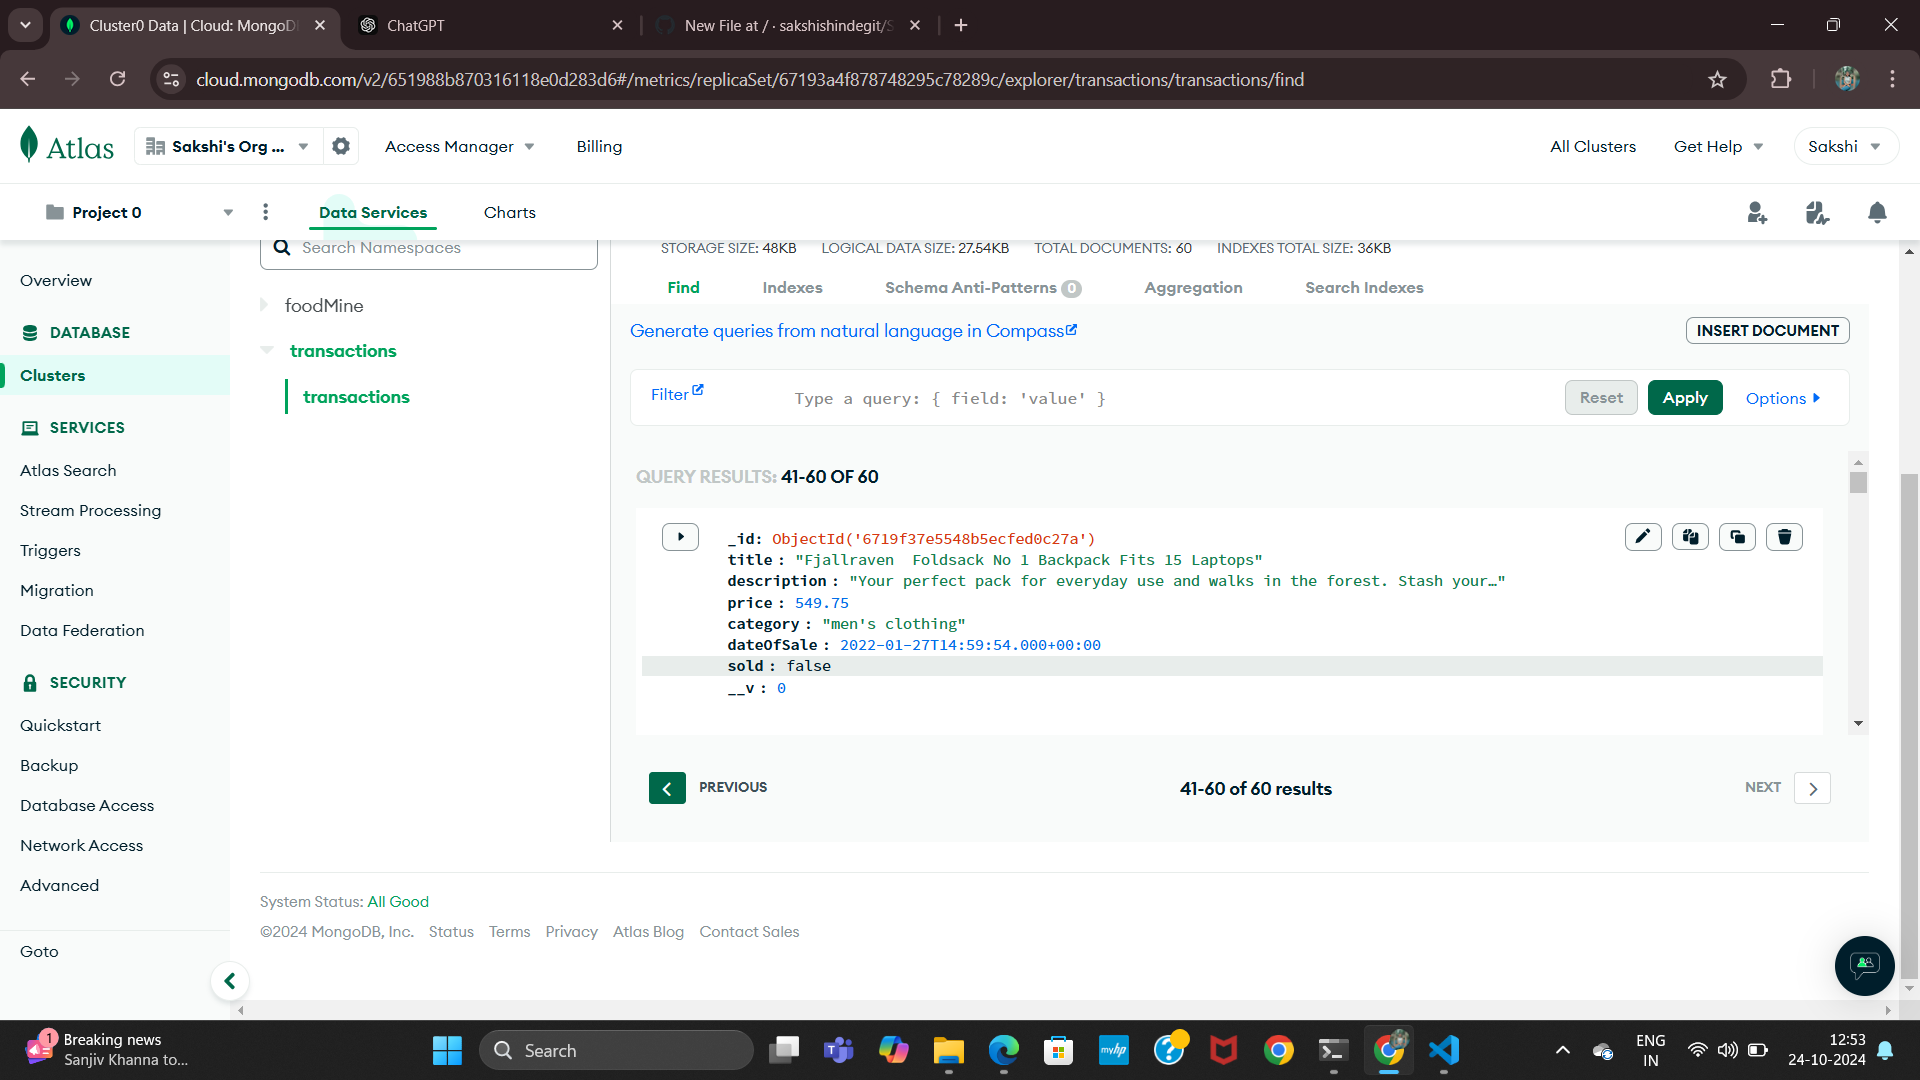 Cluster0 Data | Cloud: MongoD
ChatGPT
New File at / · sakshishindegit/S
cloud.mongodb.com/v2/651988b870316118e0d283d6#/metrics/replicaSet/67193a4f878748295c78289c/explorer/transactions/transactions/find
Atlas
Sakshi's Org ...
Access Manager
Billing
All Clusters
Get Help
Sakshi
Project 0
Data Services
Charts
Overview
DATABASE
Clusters
SERVICES
Atlas Search
Stream Processing
Triggers
Migration
Data Federation
SECURITY
Quickstart
Backup
Database Access
Network Access
Advanced
Goto
Search Namespaces
foodMine
transactions
transactions
STORAGE SIZE: 48KB LOGICAL DATA SIZE: 27.54KB TOTAL DOCUMENTS: 60 INDEXES TOTAL SIZE: 36KB
Find Indexes Schema Anti-Patterns 0 Aggregation Search Indexes
Generate queries from natural language in Compass
INSERT DOCUMENT
Filter
Type a query: { field: 'value' }
Reset
Apply
Options
QUERY RESULTS: 41-60 OF 60
_id: ObjectId('6719f37e5548b5ecfed0c27a')
title : "Fjallraven  Foldsack No 1 Backpack Fits 15 Laptops"
description : "Your perfect pack for everyday use and walks in the forest. Stash your…"
price : 549.75
category : "men's clothing"
dateOfSale : 2022-01-27T14:59:54.000+00:00
sold : false
__v : 0
PREVIOUS
41-60 of 60 results
NEXT
System Status: All Good
©2024 MongoDB, Inc. Status Terms Privacy Atlas Blog Contact Sales
1
Breaking news
Sanjiv Khanna to...
Search
myhp
ENG
IN
12:53
24-10-2024